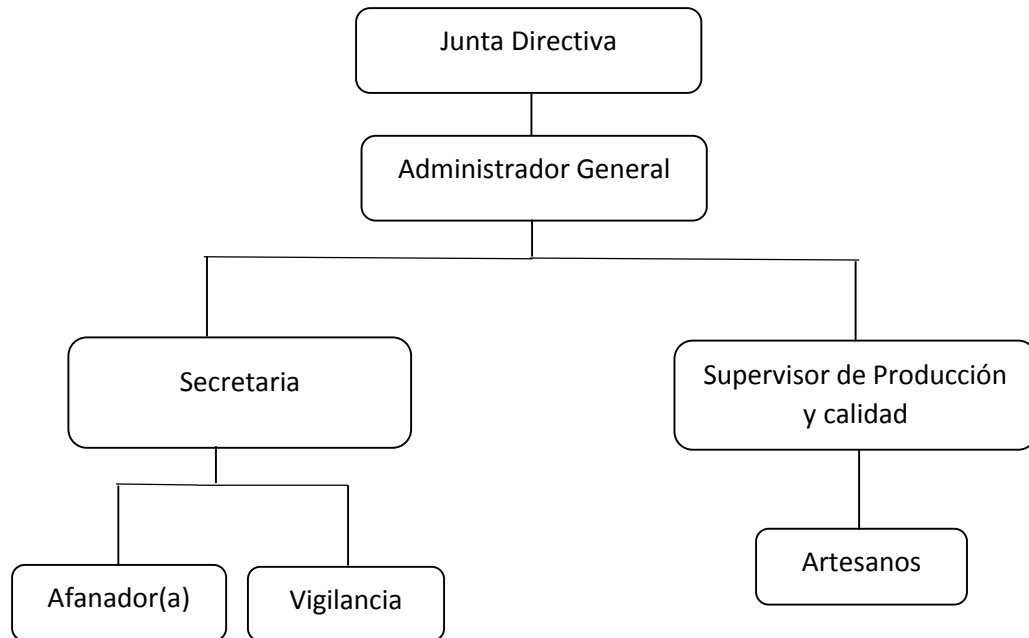 Junta Directiva
Administrador General
Secretaria
Supervisor de Producción
y calidad
Artesanos
Afanador(a)
Vigilancia